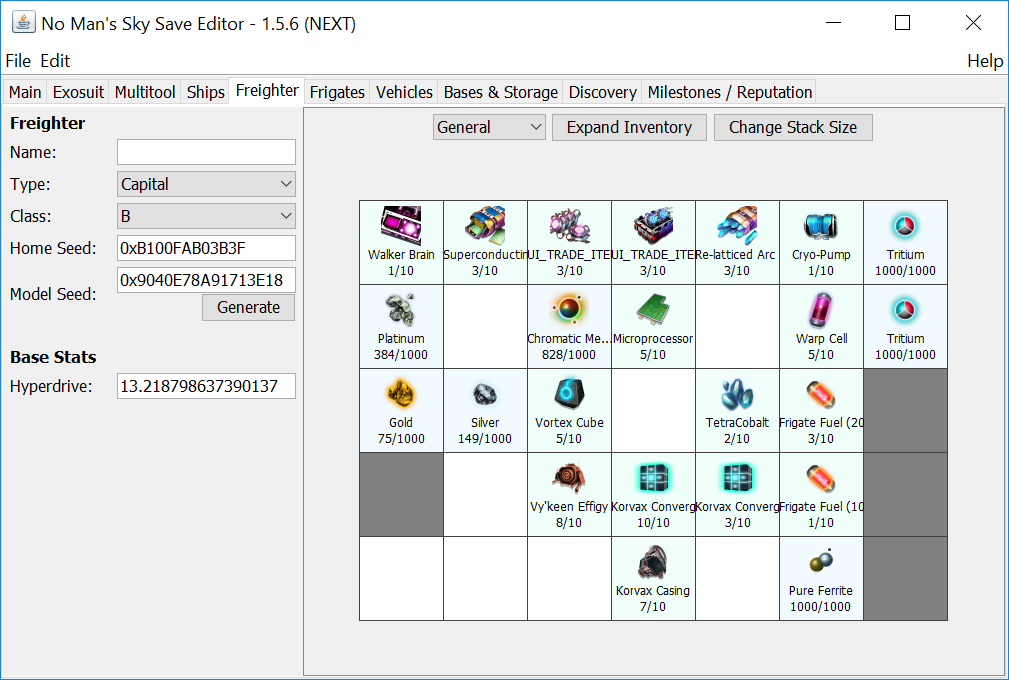 No Man's Sky Save Editor - 1.5.6 (NEXT)
File Edit Help
Main Exosuit Multitool Ships Freighter Frigates Vehicles Bases & Storage Discovery Milestones / Reputation
Freighter
Name:
Type: Capital
Class: B
Home Seed: 0xB100FAB03B3F
Model Seed: 0x9040E78A91713E18
Generate
Base Stats
Hyperdrive: 13.218798637390137
General Expand Inventory Change Stack Size
Walker Brain Superconductin UI_TRADE_ITE UI_TRADE_ITE Re-latticed Arc Cryo-Pump Tritium
1/10 3/10 3/10 3/10 3/10 1/10 1000/1000
Platinum Chromatic Me... Microprocessor Warp Cell Tritium
384/1000 828/1000 5/10 5/10 1000/1000
Gold Silver Vortex Cube TetraCobalt Frigate Fuel (20
75/1000 149/1000 5/10 2/10 3/10
Vy'keen Effigy Korvax Converg Korvax Converg Frigate Fuel (10
8/10 10/10 3/10 1/10
Korvax Casing Pure Ferrite
7/10 1000/1000